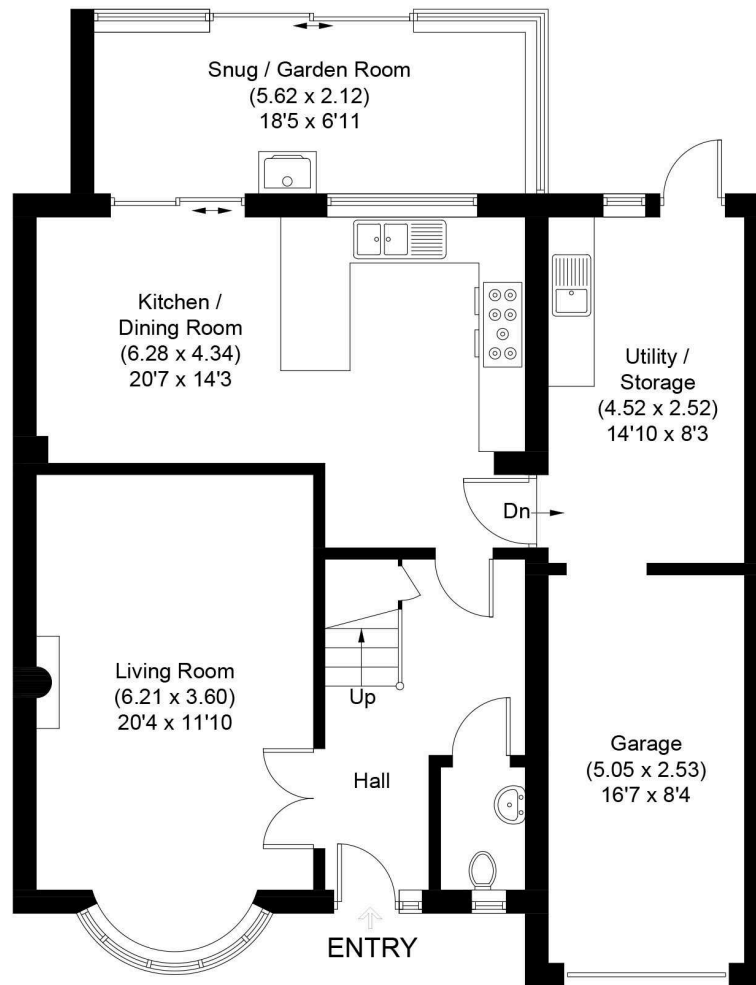 Snug / Garden Room
(5.62 x 2.12)
18'5 x 6'11
Kitchen /
Dining Room
(6.28 x 4.34)
20'7 x 14'3
Utility /
Storage
(4.52 x 2.52)
14'10 x 8'3
Dn
Living Room
(6.21 x 3.60)
20'4 x 11'10
Up
Hall
Garage
(5.05 x 2.53)
16'7 x 8'4
ENTRY